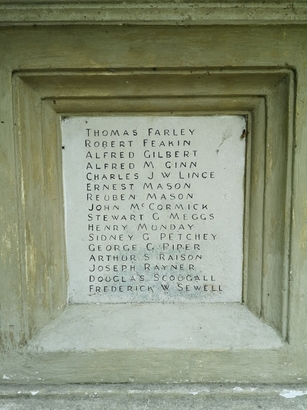 THOMAS FARLEY
ROBERT FEAKIN
ALFRED GILBERT
ALFRED M GINN
CHARLES J W LINCE
ERNEST MASON
REUBEN MASON
JOHN McCORMICK
STEWART G MEGGS
HENRY MUNDAY
SIDNEY G PETCHEY
GEORGE G PIPER
ARTHUR S RAISON
JOSEPH RAYNER
DOUGLAS SCOUGALL
FREDERICK W SEWELL